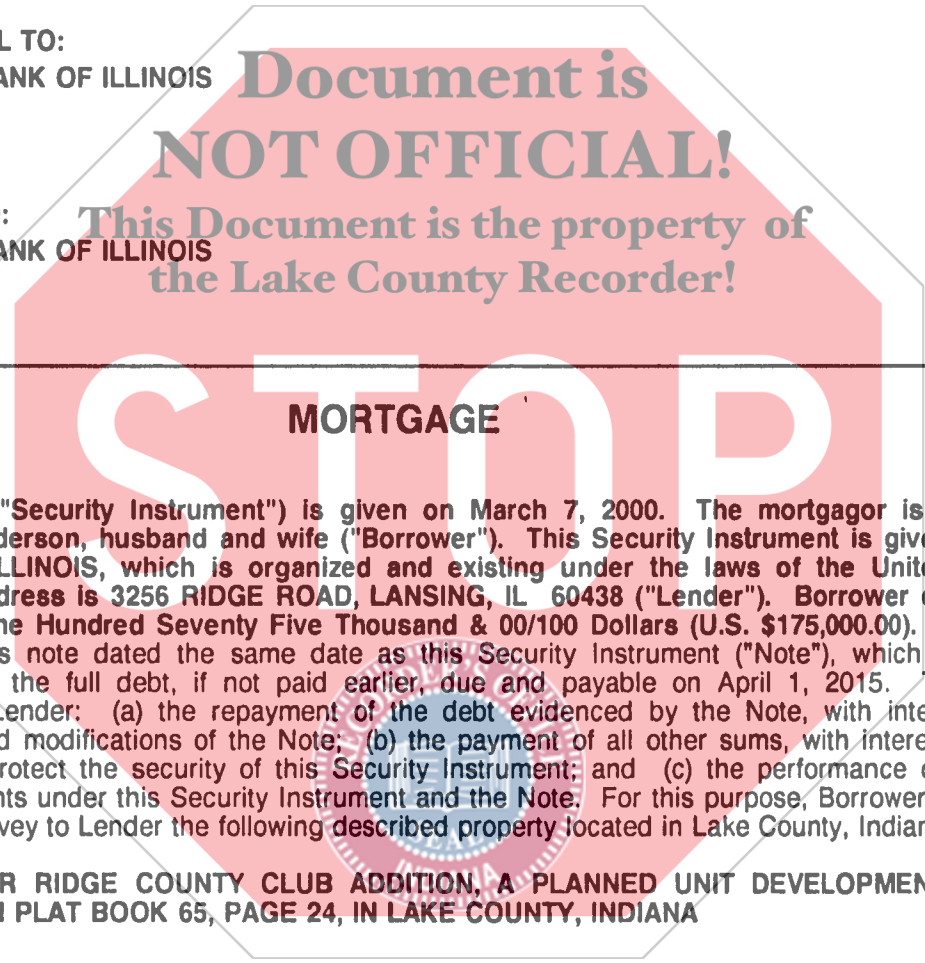 L TO:
ANK OF ILLINOIS
Document is
NOT OFFICIAL!
:
ANK OF ILLINOIS
This Document is the property of
the Lake County Recorder!
STOP
MORTGAGE
"Security Instrument") is given on March 7, 2000. The mortgagor is
derson, husband and wife ("Borrower"). This Security Instrument is give
LLINOIS, which is organized and existing under the laws of the Unite
dress is 3256 RIDGE ROAD, LANSING, IL 60438 ("Lender"). Borrower
ne Hundred Seventy Five Thousand & 00/100 Dollars (U.S. $175,000.00).
s note dated the same date as this Security Instrument ("Note"), which
the full debt, if not paid earlier, due and payable on April 1, 2015.
ender: (a) the repayment of the debt evidenced by the Note, with inte
d modifications of the Note; (b) the payment of all other sums, with intere
rotect the security of this Security Instrument; and (c) the performance
nts under this Security Instrument and the Note. For this purpose, Borrower
vey to Lender the following described property located in Lake County, Indian
R RIDGE COUNTY CLUB ADDITION, A PLANNED UNIT DEVELOPMEN
PLAT BOOK 65, PAGE 24, IN LAKE COUNTY, INDIANA
SEAL
INDIANA